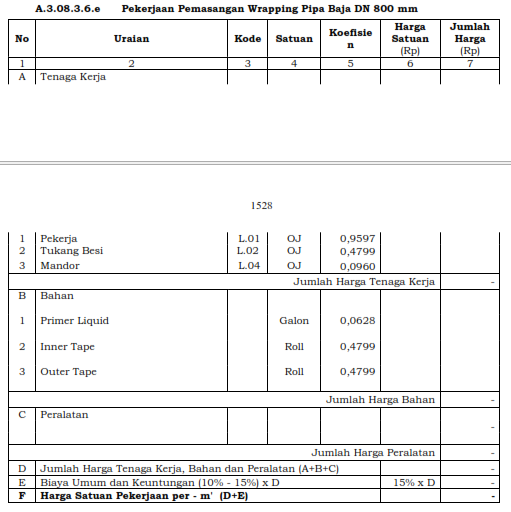 A.3.08.3.6.e Pekerjaan Pemasangan Wrapping Pipa Baja DN 800 mm
No Uraian Kode Satuan Koefisie n Harga Satuan (Rp) Jumlah Harga (Rp)
1 2 3 4 5 6 7
A Tenaga Kerja
1528
1 Pekerja L.01 OJ 0,9597
2 Tukang Besi L.02 OJ 0,4799
3 Mandor L.04 OJ 0,0960
Jumlah Harga Tenaga Kerja -
B Bahan
1 Primer Liquid Galon 0,0628
2 Inner Tape Roll 0,4799
3 Outer Tape Roll 0,4799
Jumlah Harga Bahan -
C Peralatan
-
Jumlah Harga Peralatan -
D Jumlah Harga Tenaga Kerja, Bahan dan Peralatan (A+B+C) -
E Biaya Umum dan Keuntungan (10% - 15%) x D 15% x D -
F Harga Satuan Pekerjaan per - m' (D+E) -